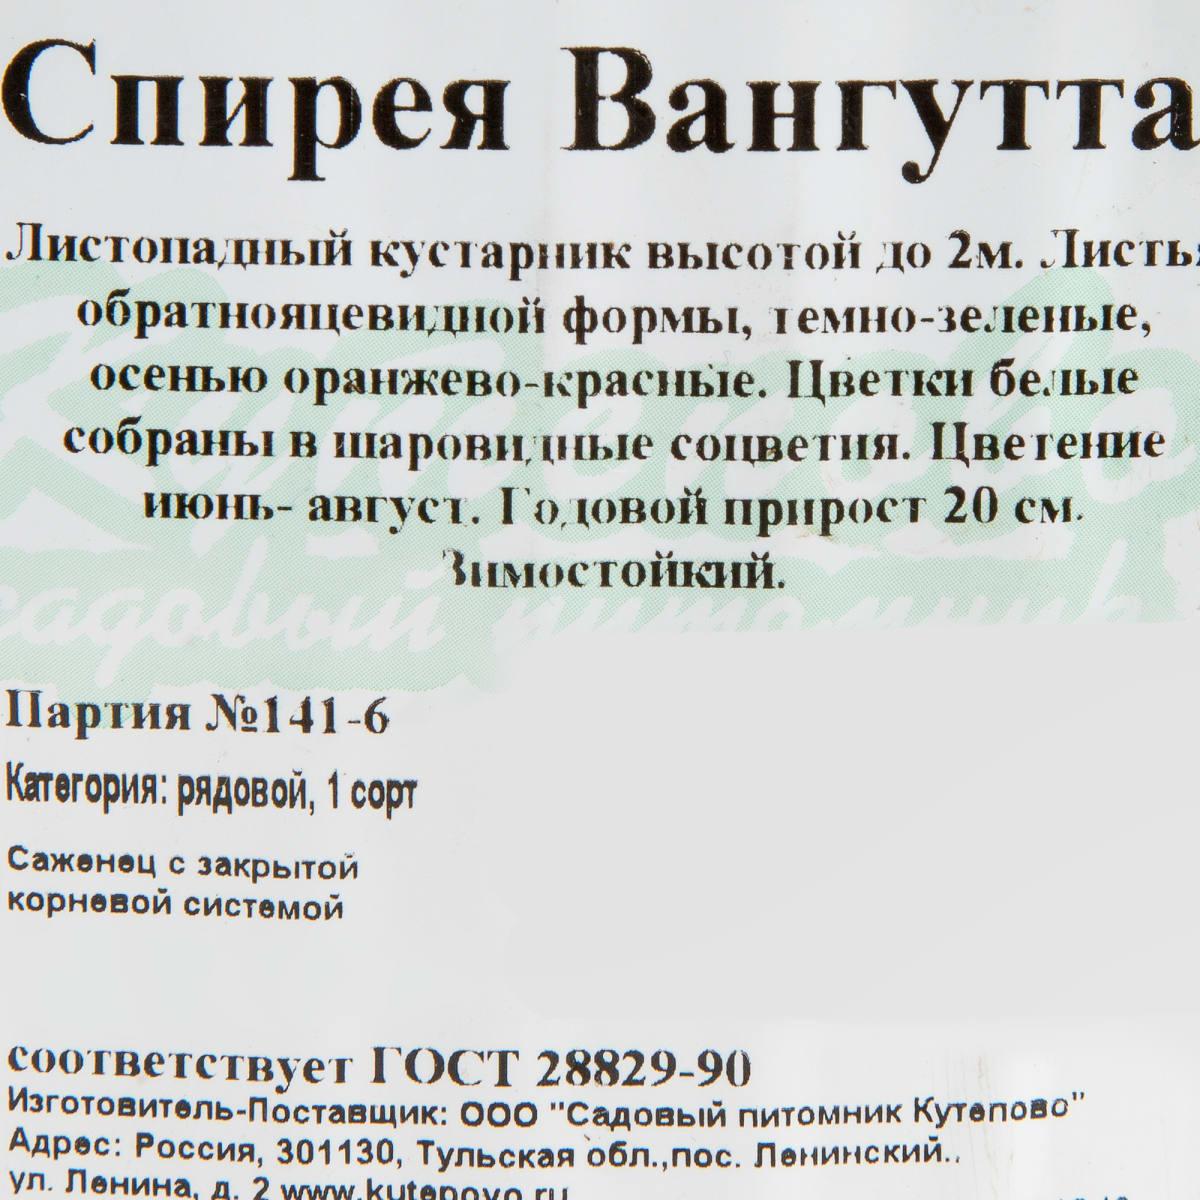 Спирея Вангутта
Листопадный кустарник высотой до 2м. Листья
обратнояцевидной формы, темно-зеленые,
осенью оранжево-красные. Цветки белые
собраны в шаровидные соцветия. Цветение
июнь- август. Годовой прирост 20 см.
Зимостойкий.
Кутепово
садовый питомник
Партия №141-6
Категория: рядовой, 1 сорт
Саженец с закрытой
корневой системой
соответствует ГОСТ 28829-90
Изготовитель-Поставщик: ООО "Садовый питомник Кутепово"
Адрес: Россия, 301130, Тульская обл.,пос. Ленинский.,
ул. Ленина, д. 2 www.kutepovo.ru